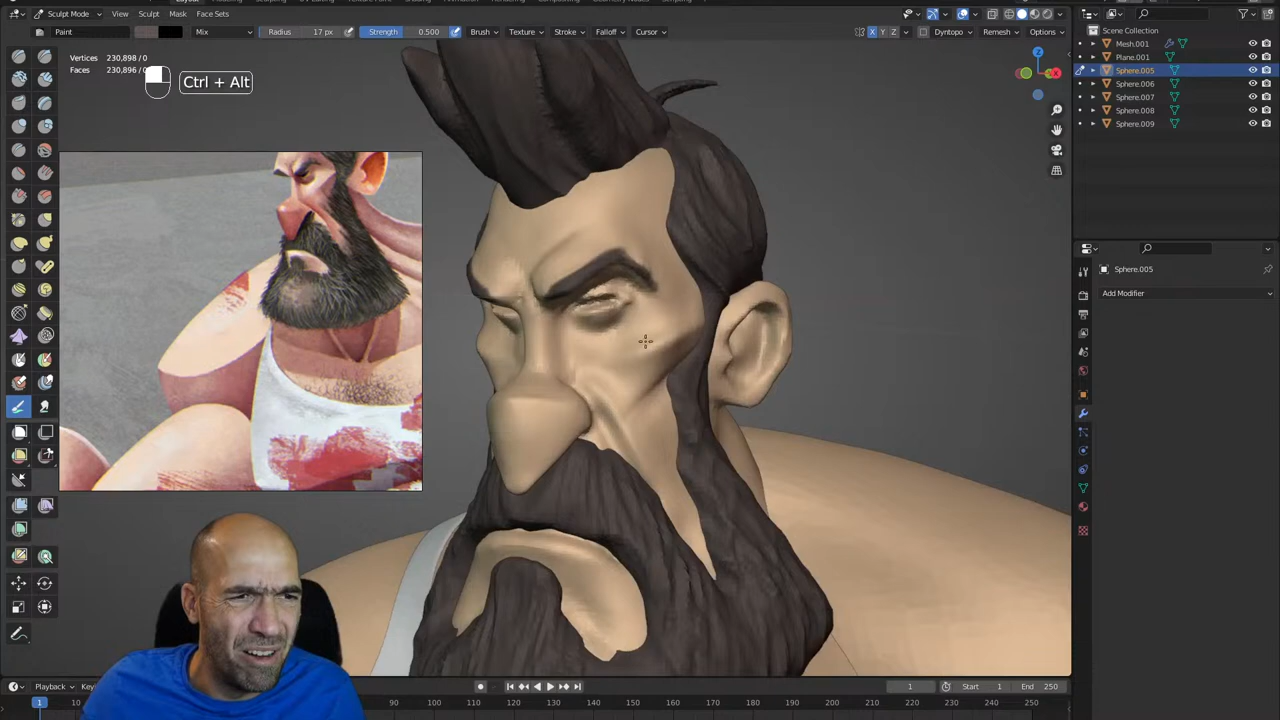 Sculpt Mode View Sculpt Mask Face Sets
Paint Mix Radius 17 px Strength 0.500 Brush Texture Stroke Falloff Cursor X Y Z Dyntopo Remesh Options
Vertices 230,898 / 0
Faces 230,896 / 0
Ctrl + Alt
Z
X
Scene Collection
Mesh.001
Plane.001
Sphere.005
Sphere.006
Sphere.007
Sphere.008
Sphere.009
Sphere.005
Add Modifier
Playback 1 Start 1 End 250
1 10 90 100 110 120 130 140 150 160 170 180 190 200 210 220 230 240 250